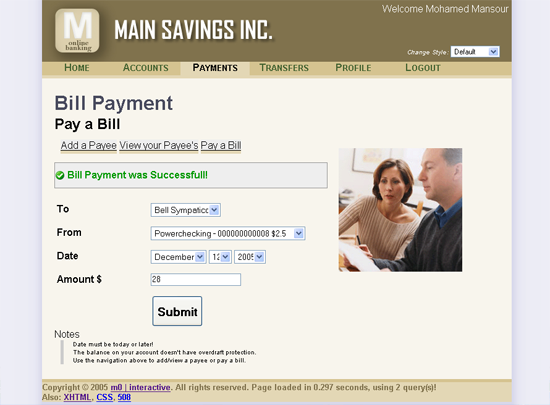 Welcome Mohamed Mansour
M
online
banking
MAIN SAVINGS INC.
Change Style: Default
HOME ACCOUNTS PAYMENTS TRANSFERS PROFILE LOGOUT
Bill Payment
Pay a Bill
Add a Payee View your Payee's Pay a Bill
Bill Payment was Successfull!
To Bell Sympatico
From Powerchecking - 000000000008 $2.5
Date December 12 2005
Amount $ 28
Submit
Notes
Date must be today or later!
The balance on your account doesn't have overdraft protection.
Use the navigation above to add/view a payee or pay a bill.
Copyright © 2005 m0 | interactive. All rights reserved. Page loaded in 0.297 seconds, using 2 query(s)!
Also: XHTML, CSS, 508